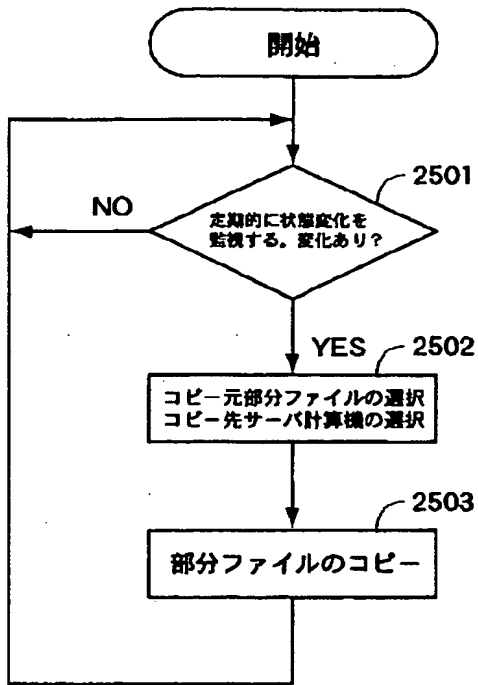 開始
2501
定期的に状態変化を
監視する。変化あり?
NO
YES
2502
コピー元部分ファイルの選択
コピー先サーバ計算機の選択
2503
部分ファイルのコピー